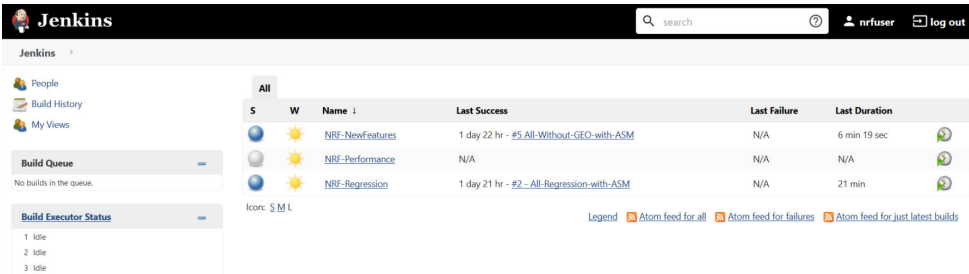 Jenkins
search
nrfuser
log out
Jenkins
People
Build History
My Views
Build Queue
No builds in the queue.
Build Executor Status
1 Idle
2 Idle
3 Idle
All
S W Name ↓ Last Success Last Failure Last Duration
NRF-NewFeatures 1 day 22 hr - #5 All-Without-GEO-with-ASM N/A 6 min 19 sec
NRF-Performance N/A N/A N/A
NRF-Regression 1 day 21 hr - #2 - All-Regression-with-ASM N/A 21 min
Icon: S M L
Legend Atom feed for all Atom feed for failures Atom feed for just latest builds